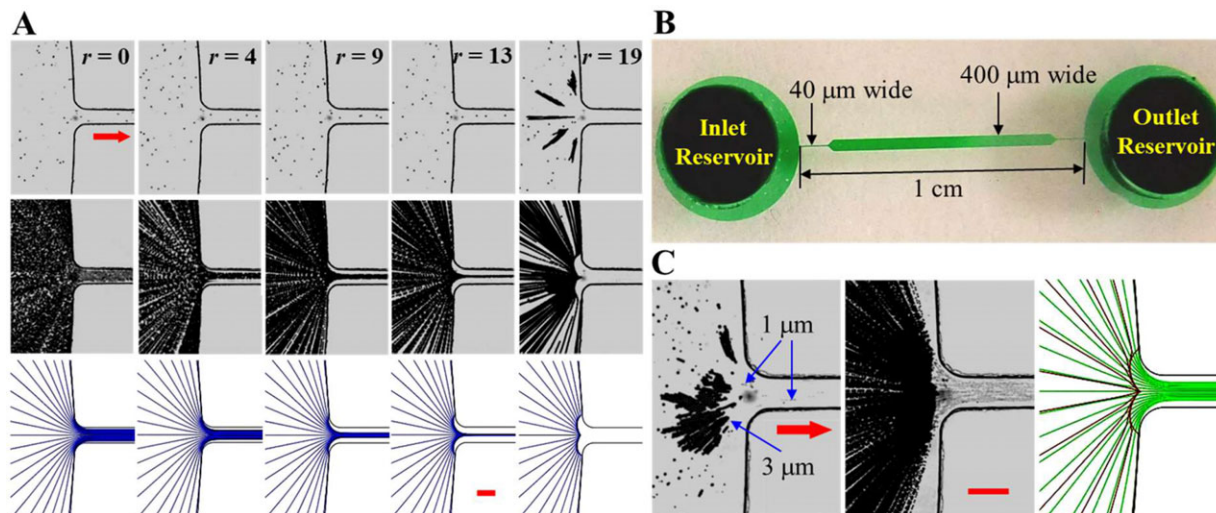 A
r = 0
r = 4
r = 9
r = 13
r = 19
B
40 μm wide
400 μm wide
Inlet
Reservoir
Outlet
Reservoir
1 cm
C
1 μm
3 μm